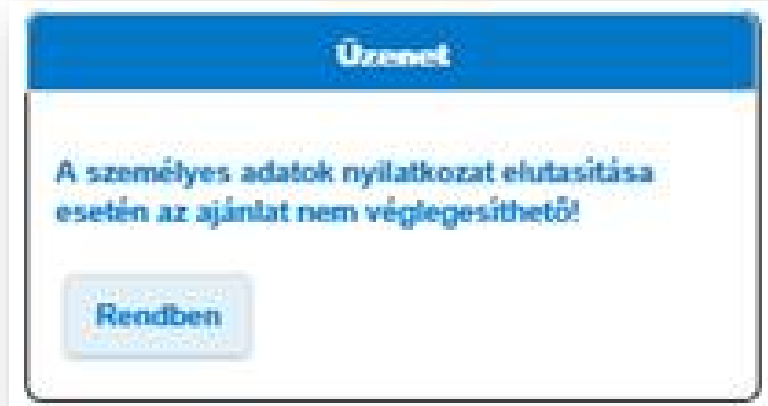 Üzenet
A személyes adatok nyilatkozat elutasítása
esetén az ajánlat nem véglegesíthető!
Rendben